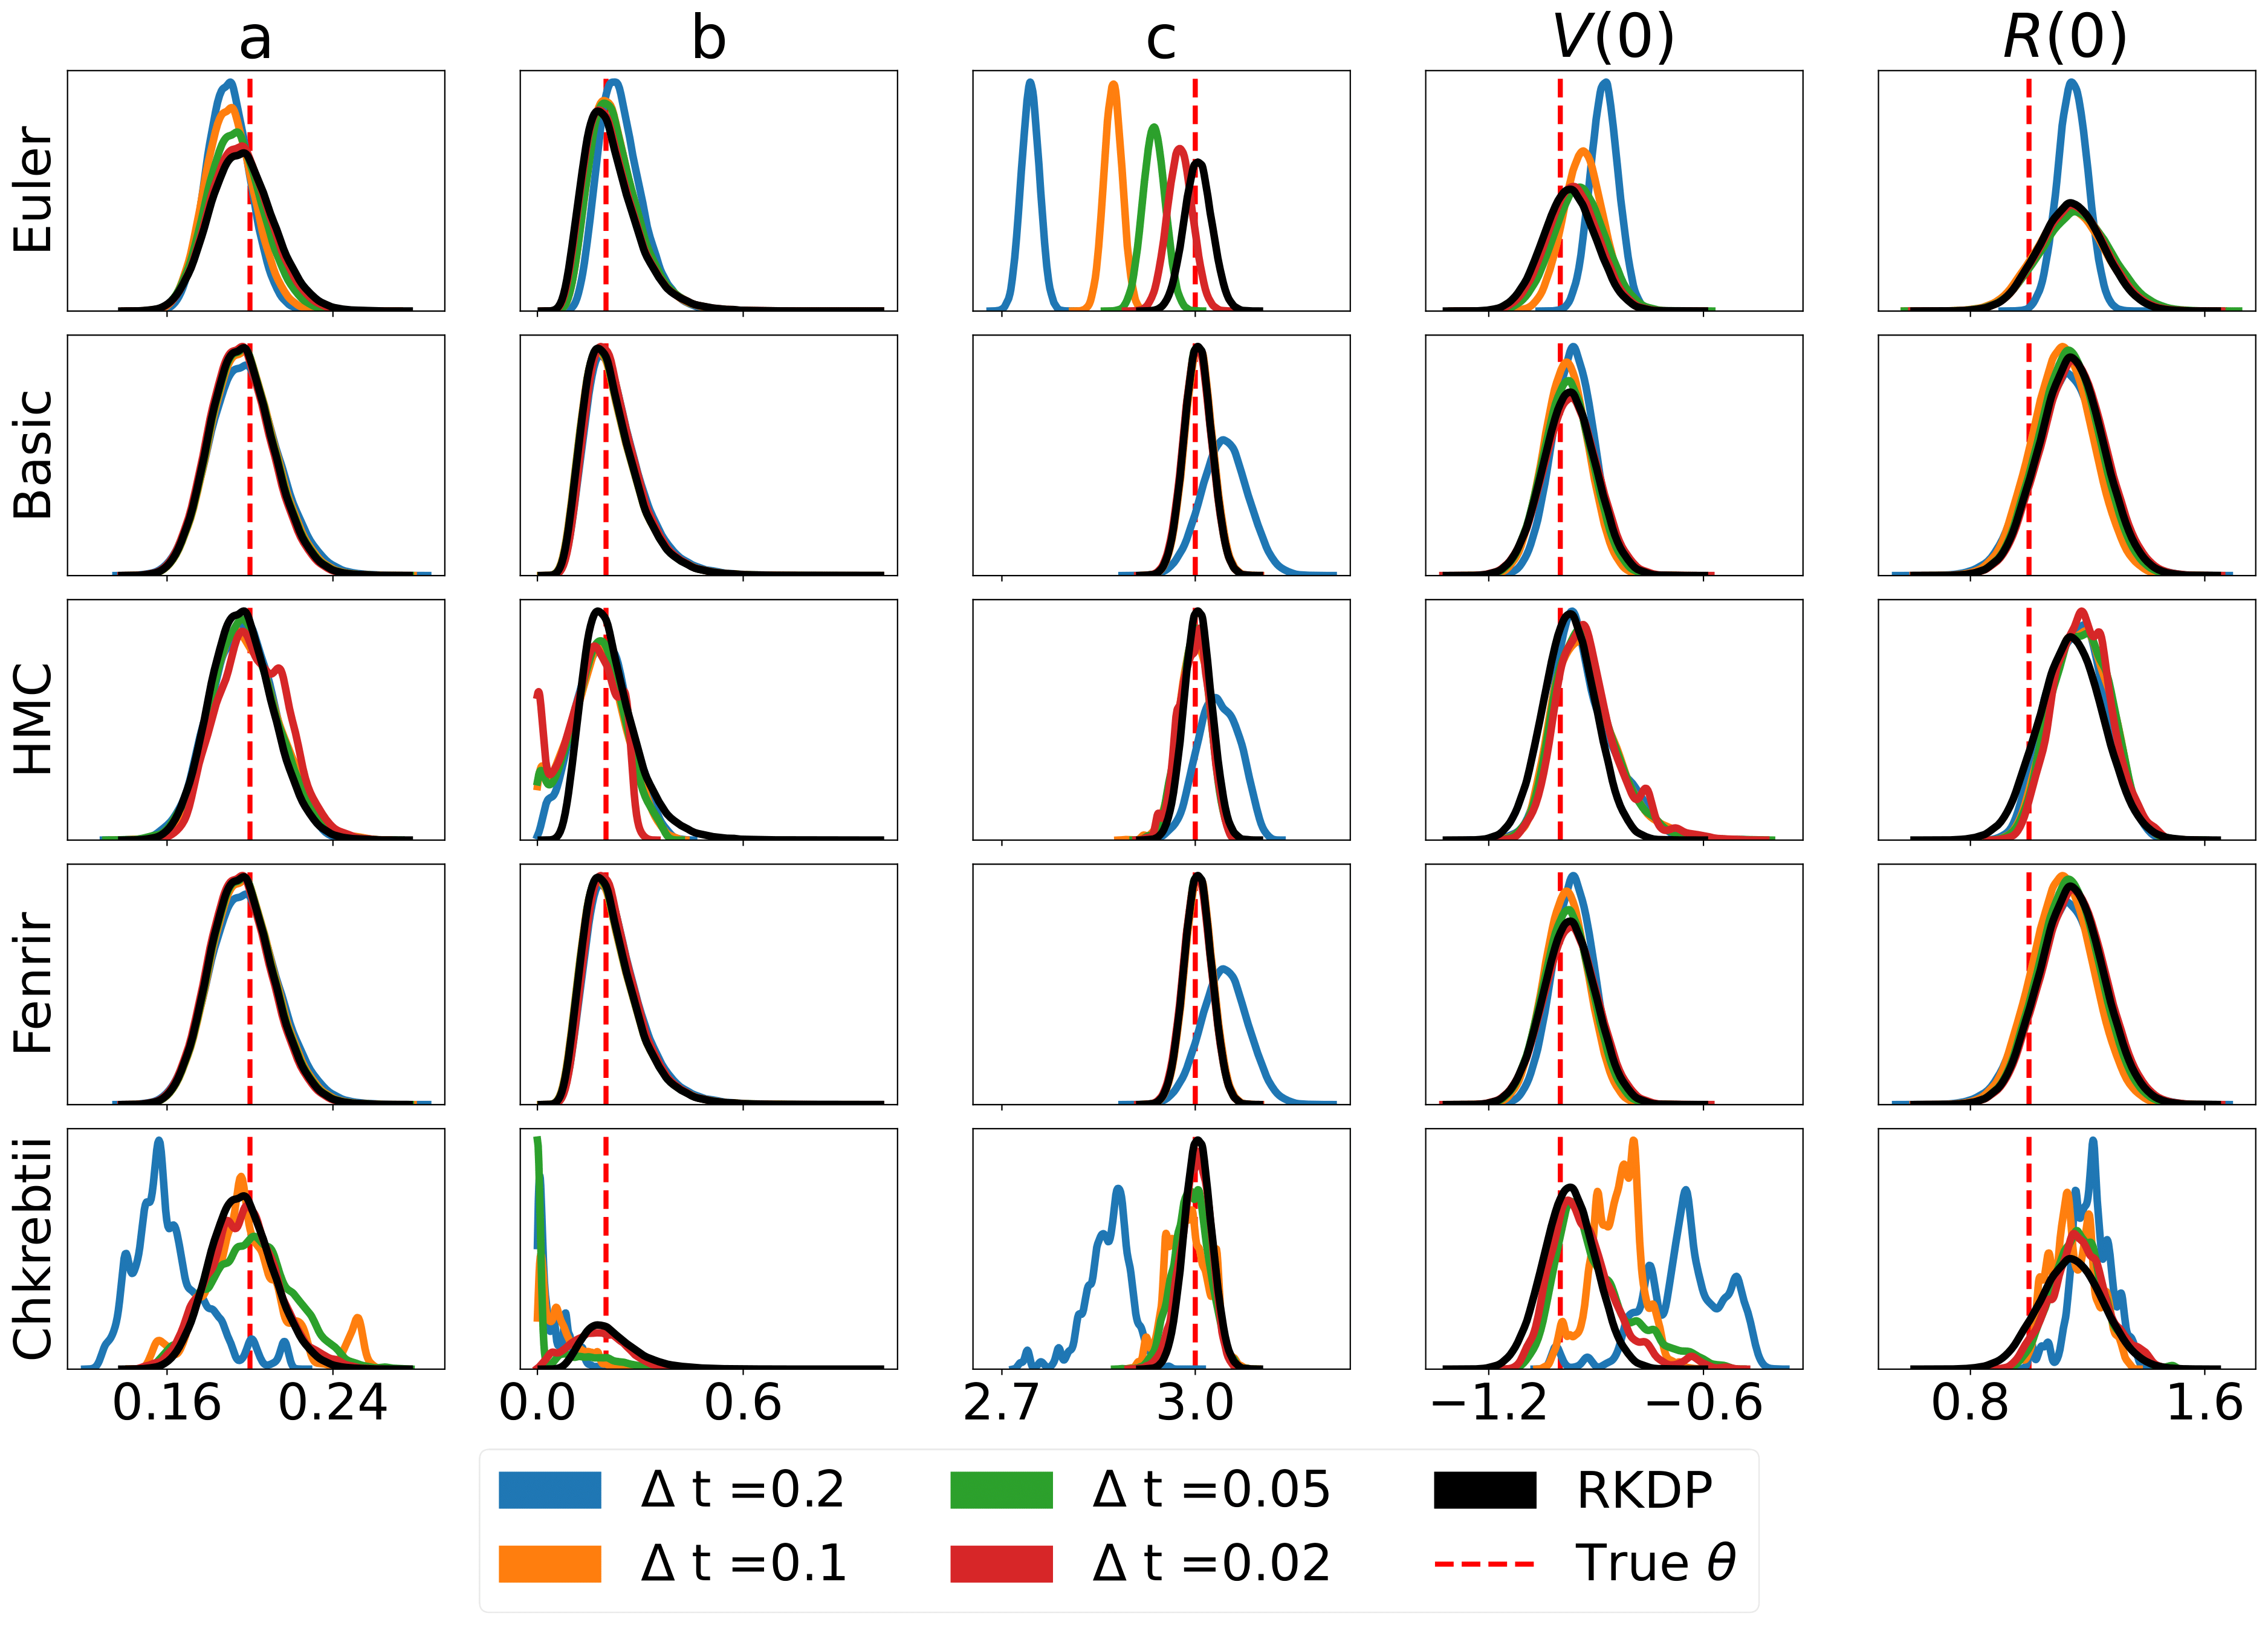 a b c V(0) R(0)
Euler
Basic
HMC
Fenrir
Chkrebtii
0.16 0.24 0.0 0.6 2.7 3.0 −1.2 −0.6 0.8 1.6
Δ t =0.2 Δ t =0.05 RKDP
Δ t =0.1 Δ t =0.02 True θ